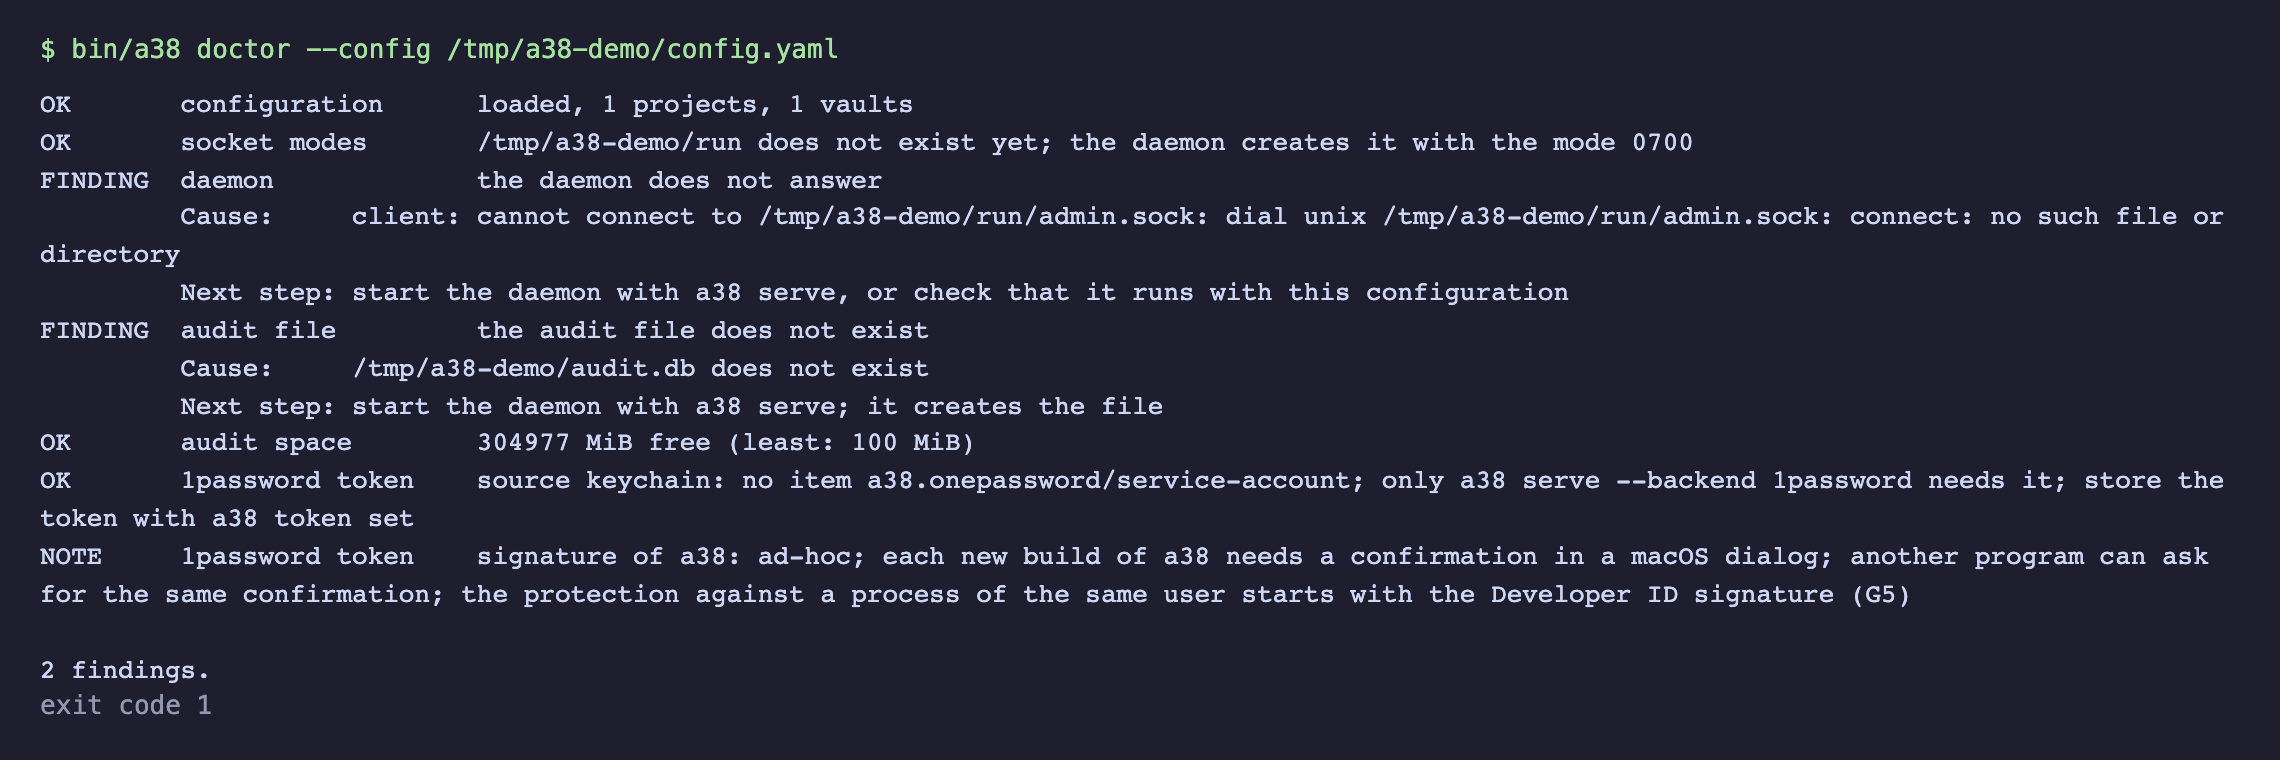 $ bin/a38 doctor --config /tmp/a38-demo/config.yaml
OK       configuration      loaded, 1 projects, 1 vaults
OK       socket modes       /tmp/a38-demo/run does not exist yet; the daemon creates it with the mode 0700
FINDING  daemon             the daemon does not answer
         Cause:     client: cannot connect to /tmp/a38-demo/run/admin.sock: dial unix /tmp/a38-demo/run/admin.sock: connect: no such file or
directory
         Next step: start the daemon with a38 serve, or check that it runs with this configuration
FINDING  audit file         the audit file does not exist
         Cause:     /tmp/a38-demo/audit.db does not exist
         Next step: start the daemon with a38 serve; it creates the file
OK       audit space        304977 MiB free (least: 100 MiB)
OK       1password token    source keychain: no item a38.onepassword/service-account; only a38 serve --backend 1password needs it; store the
token with a38 token set
NOTE     1password token    signature of a38: ad-hoc; each new build of a38 needs a confirmation in a macOS dialog; another program can ask
for the same confirmation; the protection against a process of the same user starts with the Developer ID signature (G5)

2 findings.
exit code 1